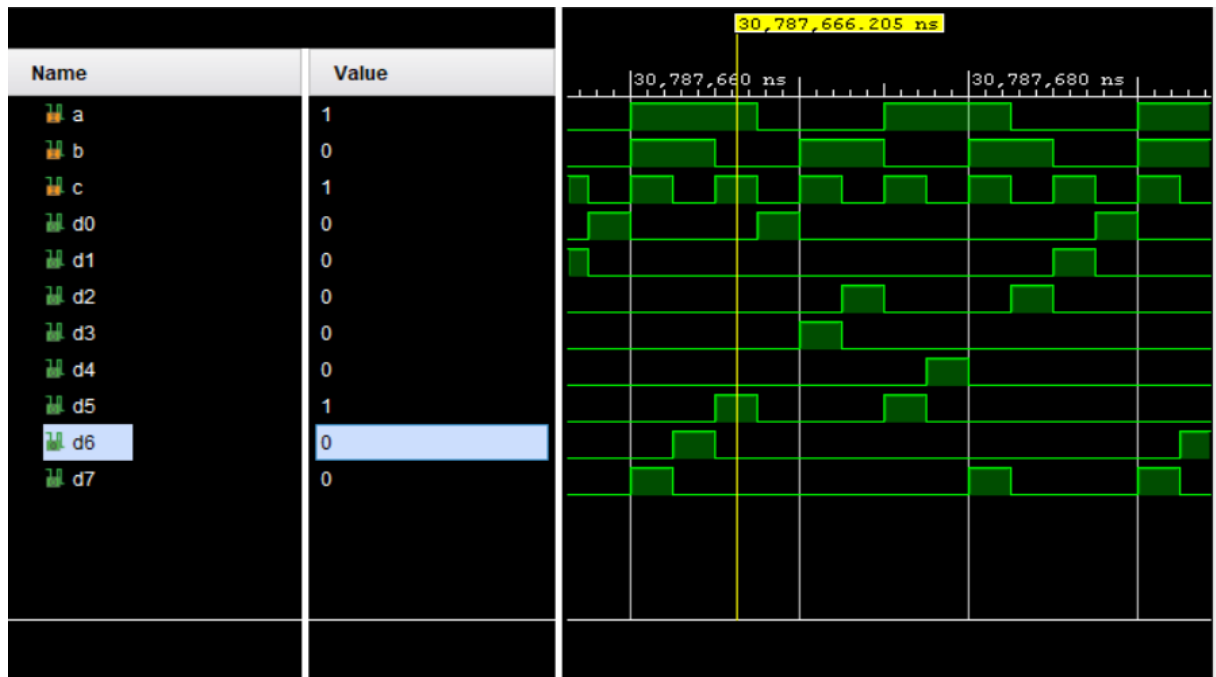 30,787,666.205 ns
Name Value
30,787,660 ns 30,787,680 ns
a 1
b 0
c 1
d0 0
d1 0
d2 0
d3 0
d4 0
d5 1
d6 0
d7 0